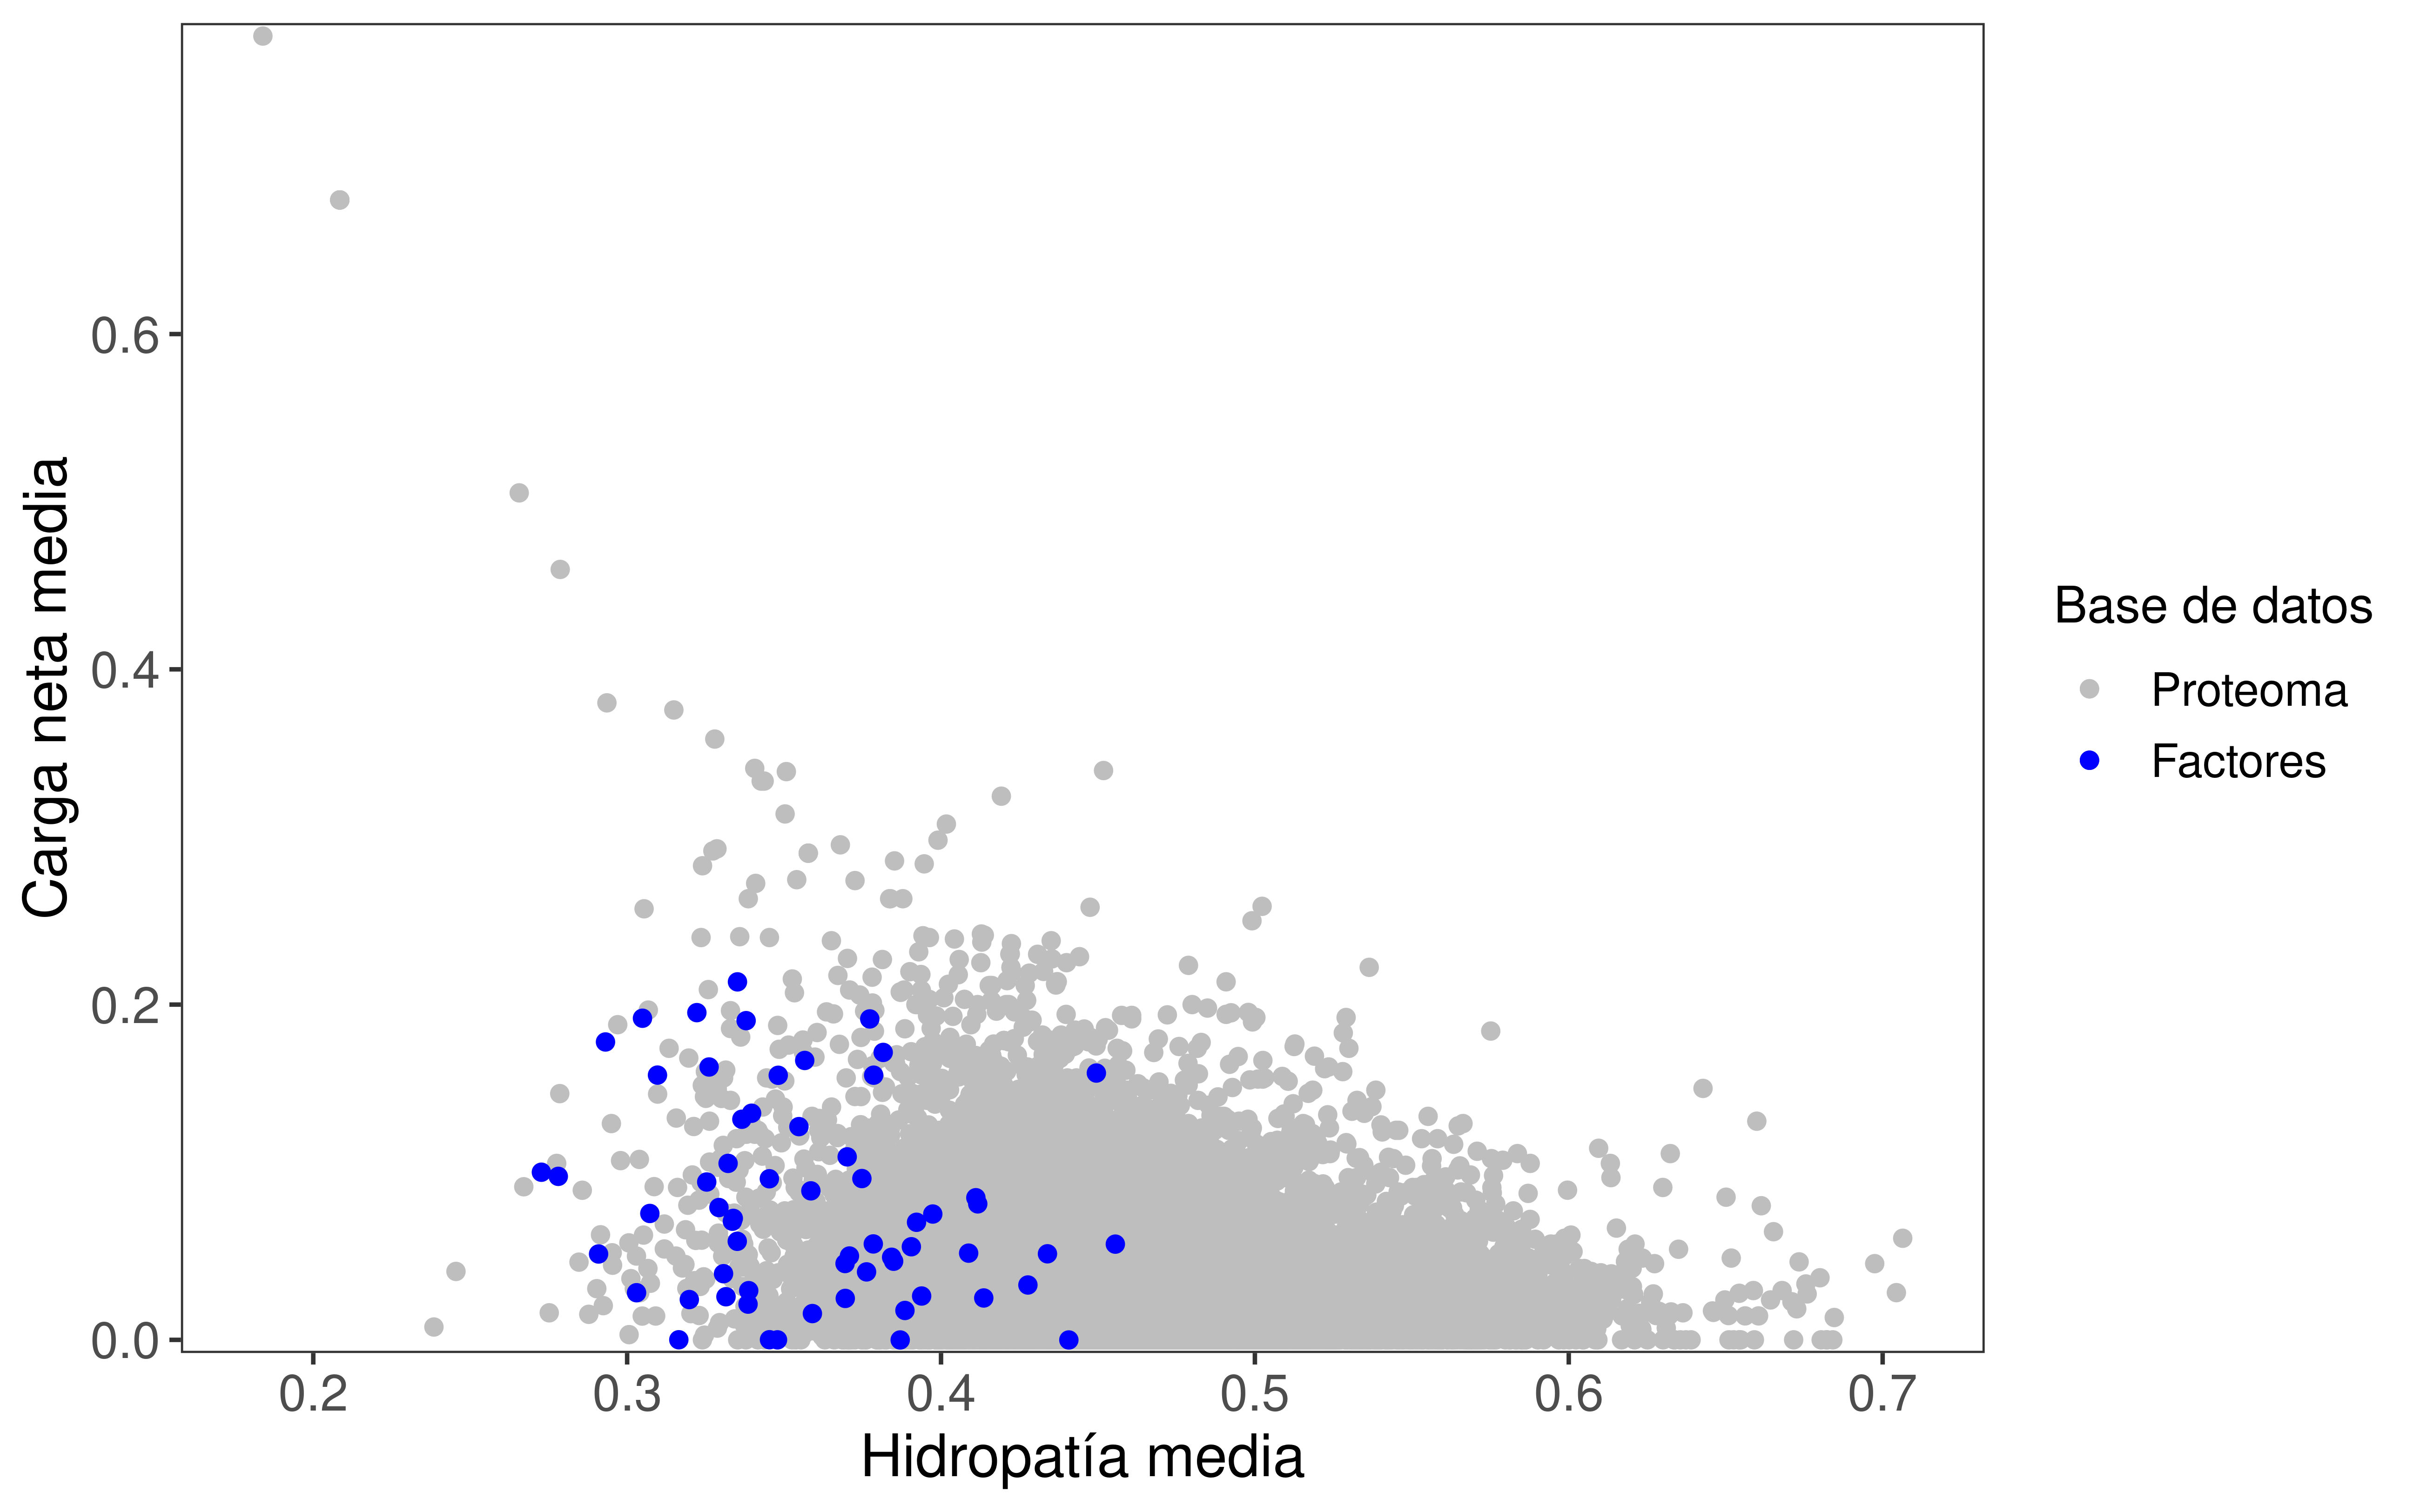 Carga neta media
0.6
0.4
0.2
0.0
0.2 0.3 0.4 0.5 0.6 0.7
Hidropatía media
Base de datos
Proteoma
Factores